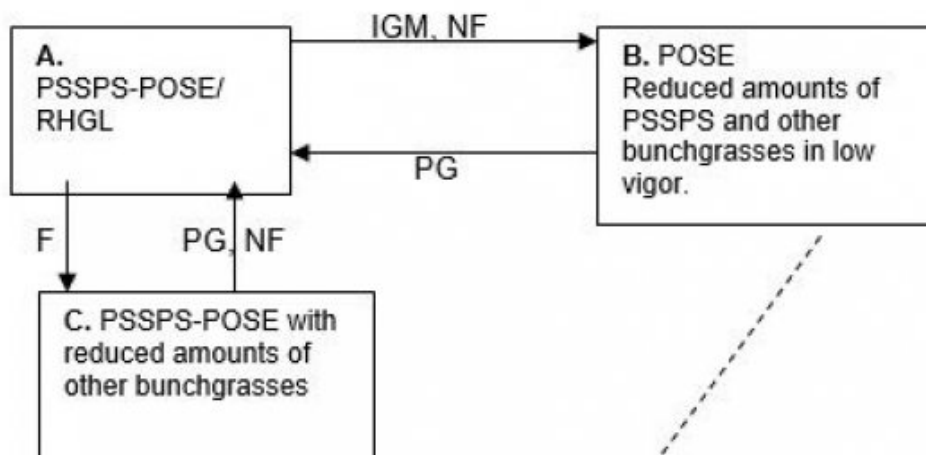 IGM, NF
A.
PSSPS-POSE/
RHGL
B. POSE
Reduced amounts of
PSSPS and other
bunchgrasses in low
vigor.
PG
F
PG, NF
C. PSSPS-POSE with
reduced amounts of
other bunchgrasses